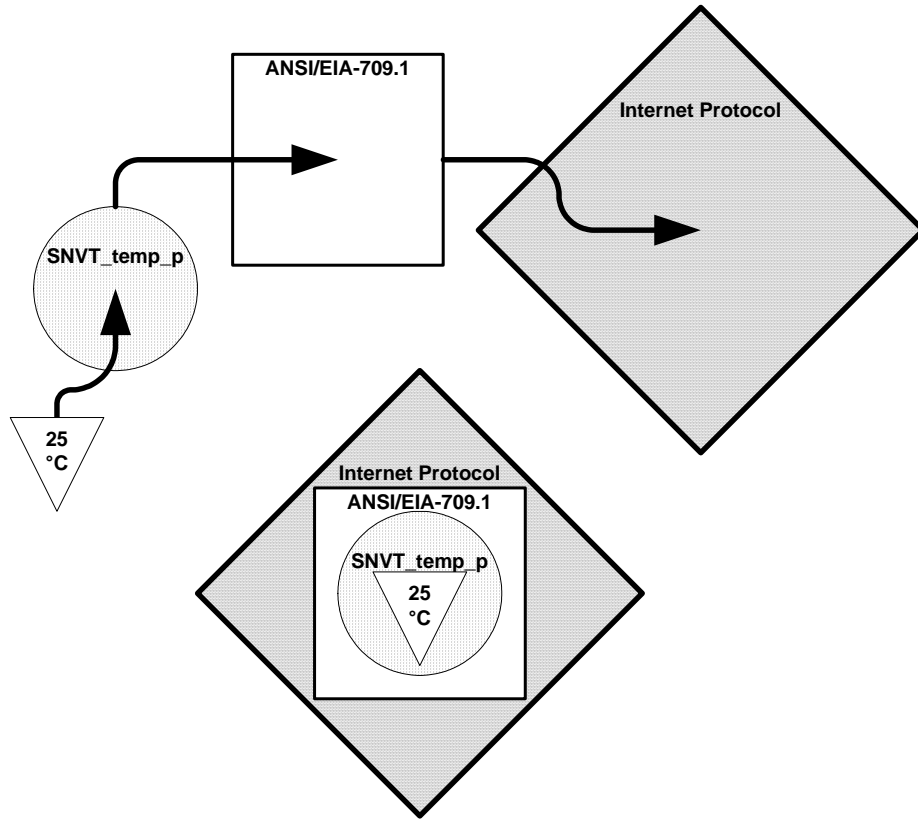 ANSI/EIA-709.1
Internet Protocol
SNVT_temp_p
25
°C
Internet Protocol
ANSI/EIA-709.1
SNVT_temp_p
25
°C